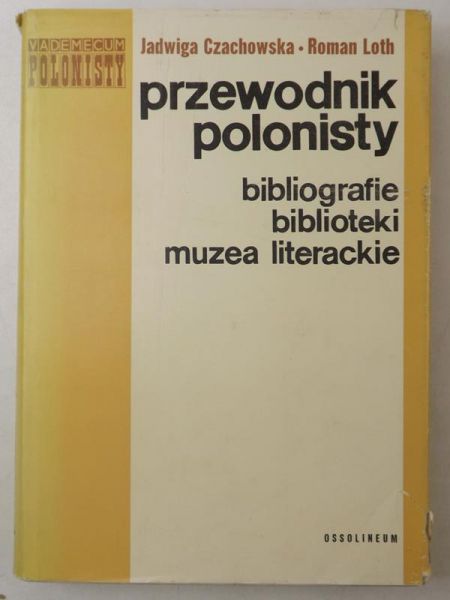 VADEMECUM
POLONISTY
Jadwiga Czachowska • Roman Loth
przewodnik
polonisty
bibliografie
biblioteki
muzea literackie
OSSOLINEUM